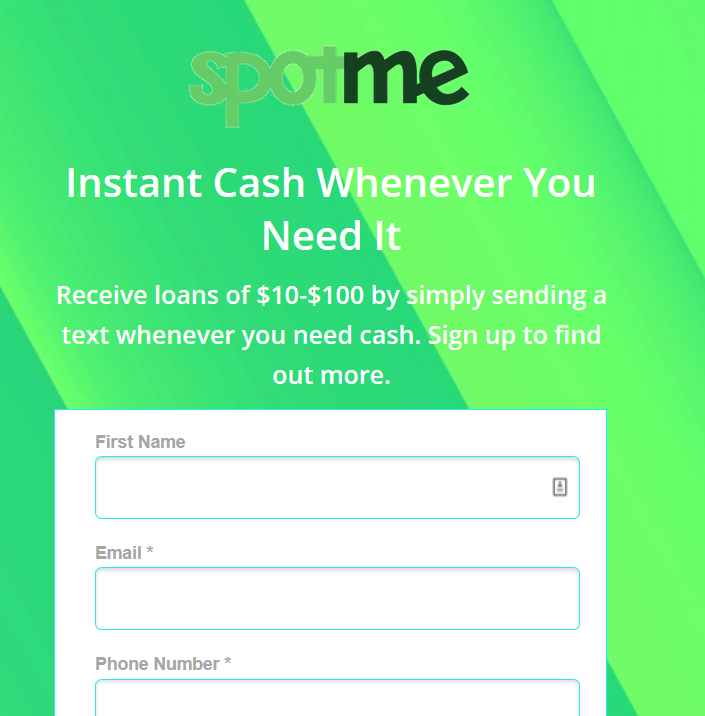 spotme
Instant Cash Whenever You
Need It
Receive loans of $10-$100 by simply sending a
text whenever you need cash. Sign up to find
out more.
First Name
Email *
Phone Number *